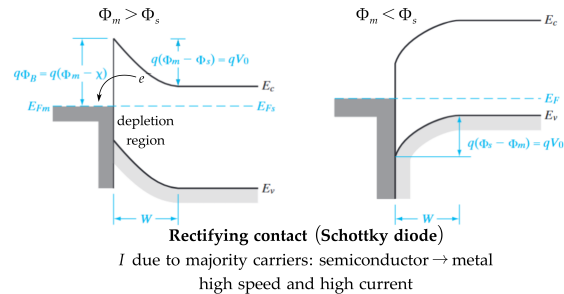 Φm > Φs
Φm < Φs
q(Φm − Φs) = qV0
qΦB = q(Φm − χ)
e
Ec
EFm
EFs
depletion
region
Ev
W
Ec
EF
Ev
q(Φs − Φm) = qV0
W
Rectifying contact (Schottky diode)
I due to majority carriers: semiconductor → metal
high speed and high current